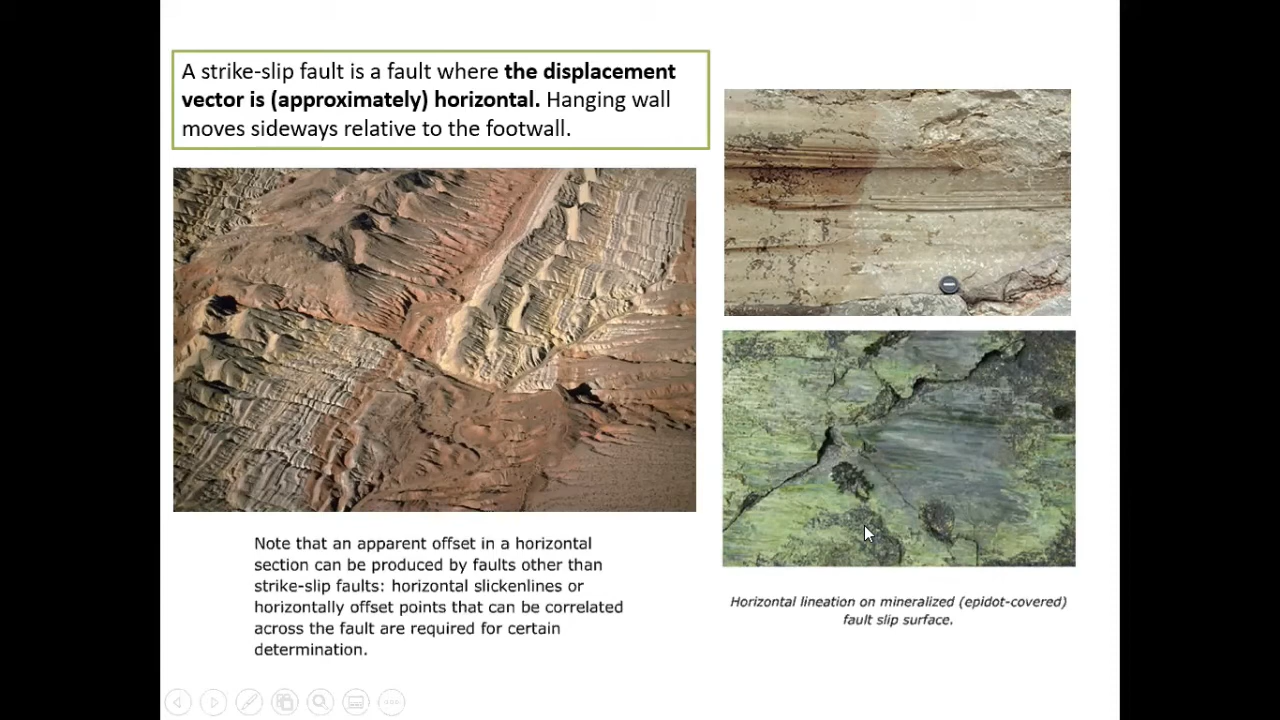 A strike-slip fault is a fault where the displacement
vector is (approximately) horizontal. Hanging wall
moves sideways relative to the footwall.
Note that an apparent offset in a horizontal
section can be produced by faults other than
strike-slip faults: horizontal slickenlines or
horizontally offset points that can be correlated
across the fault are required for certain
determination.
Horizontal lineation on mineralized (epidot-covered)
fault slip surface.